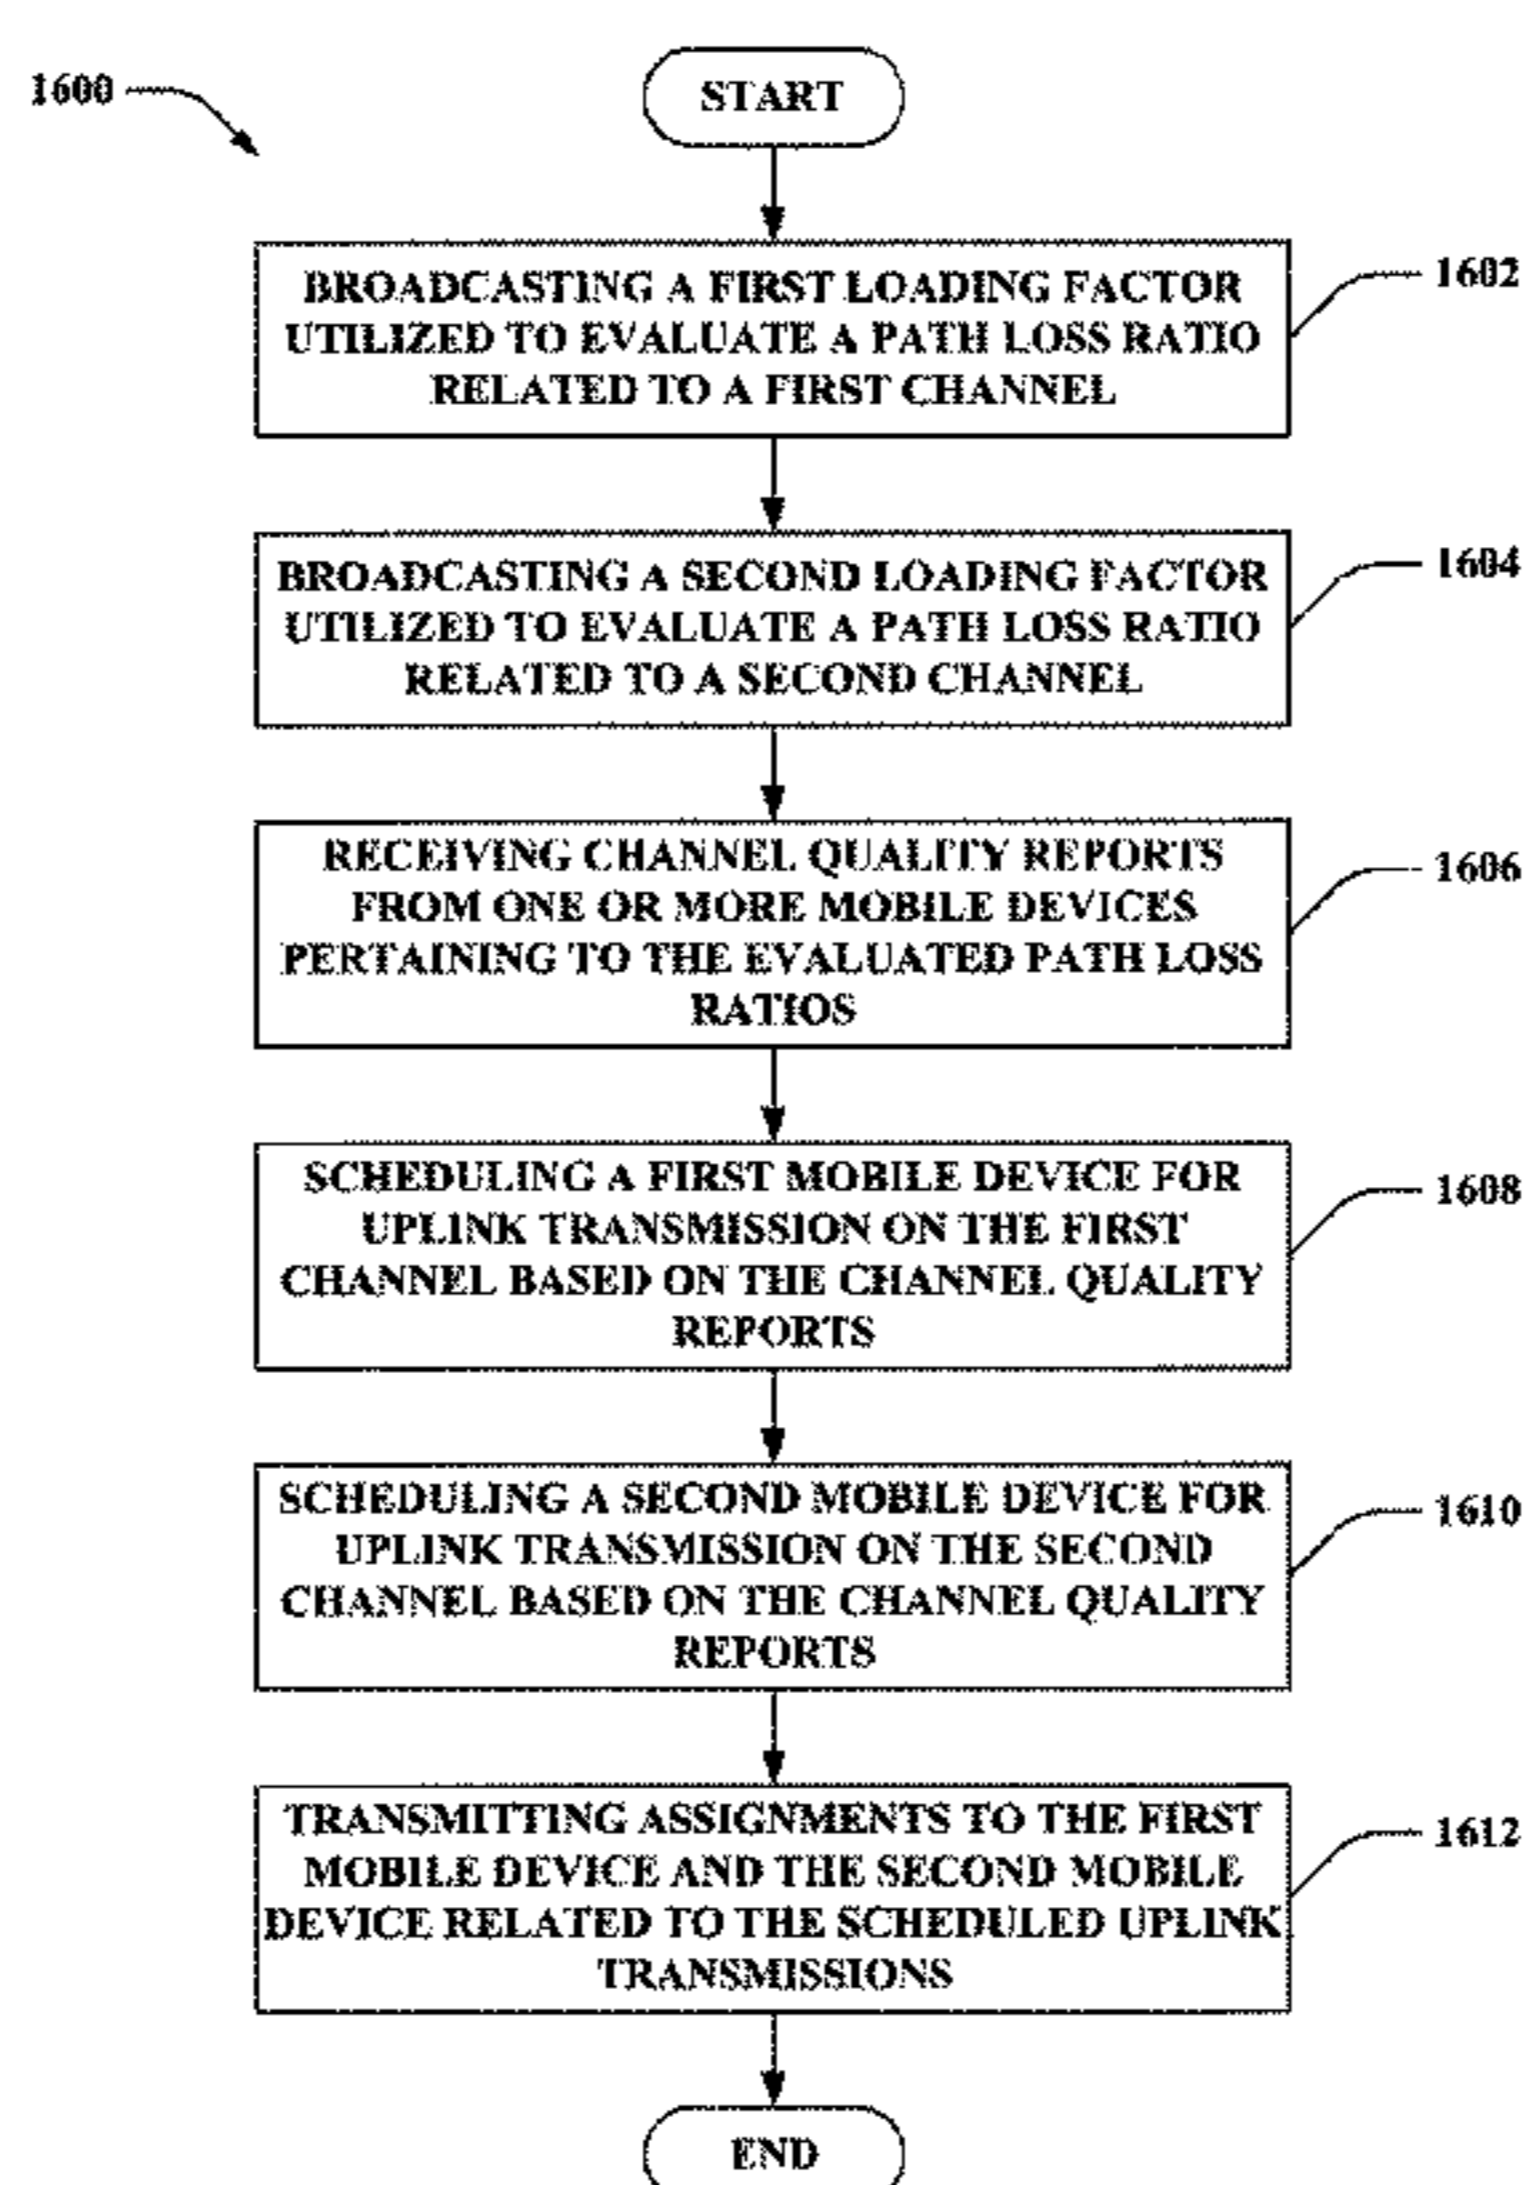 1600
START
BROADCASTING A FIRST LOADING FACTOR
UTILIZED TO EVALUATE A PATH LOSS RATIO
RELATED TO A FIRST CHANNEL
1602
BROADCASTING A SECOND LOADING FACTOR
UTILIZED TO EVALUATE A PATH LOSS RATIO
RELATED TO A SECOND CHANNEL
1604
RECEIVING CHANNEL QUALITY REPORTS
FROM ONE OR MORE MOBILE DEVICES
PERTAINING TO THE EVALUATED PATH LOSS
RATIOS
1606
SCHEDULING A FIRST MOBILE DEVICE FOR
UPLINK TRANSMISSION ON THE FIRST
CHANNEL BASED ON THE CHANNEL QUALITY
REPORTS
1608
SCHEDULING A SECOND MOBILE DEVICE FOR
UPLINK TRANSMISSION ON THE SECOND
CHANNEL BASED ON THE CHANNEL QUALITY
REPORTS
1610
TRANSMITTING ASSIGNMENTS TO THE FIRST
MOBILE DEVICE AND THE SECOND MOBILE
DEVICE RELATED TO THE SCHEDULED UPLINK
TRANSMISSIONS
1612
END